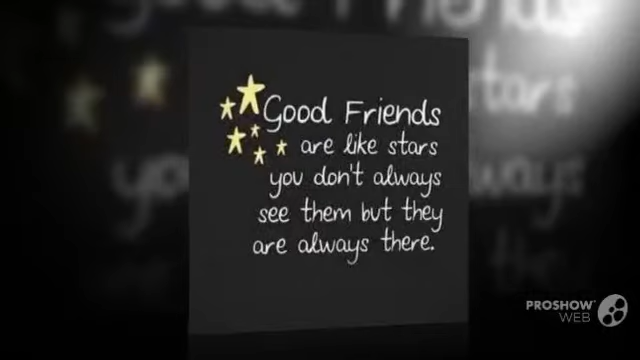 Good Friends
are like stars
you don't always
see them but they
are always there.
PROSHOW
WEB